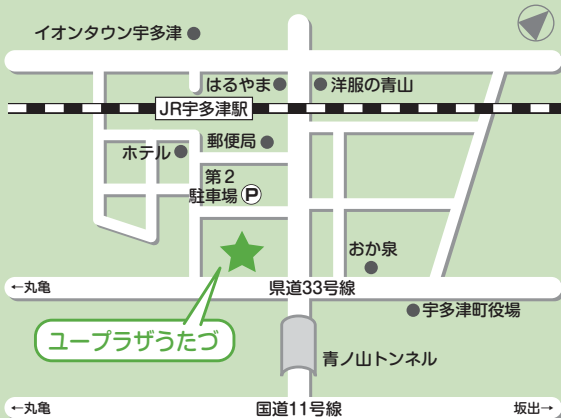 イオンタウン宇多津
はるやま
洋服の青山
JR宇多津駅
郵便局
ホテル
第2
駐車場 P
おか泉
←丸亀
県道33号線
宇多津町役場
ユープラザうたづ
青ノ山トンネル
←丸亀
国道11号線
坂出→